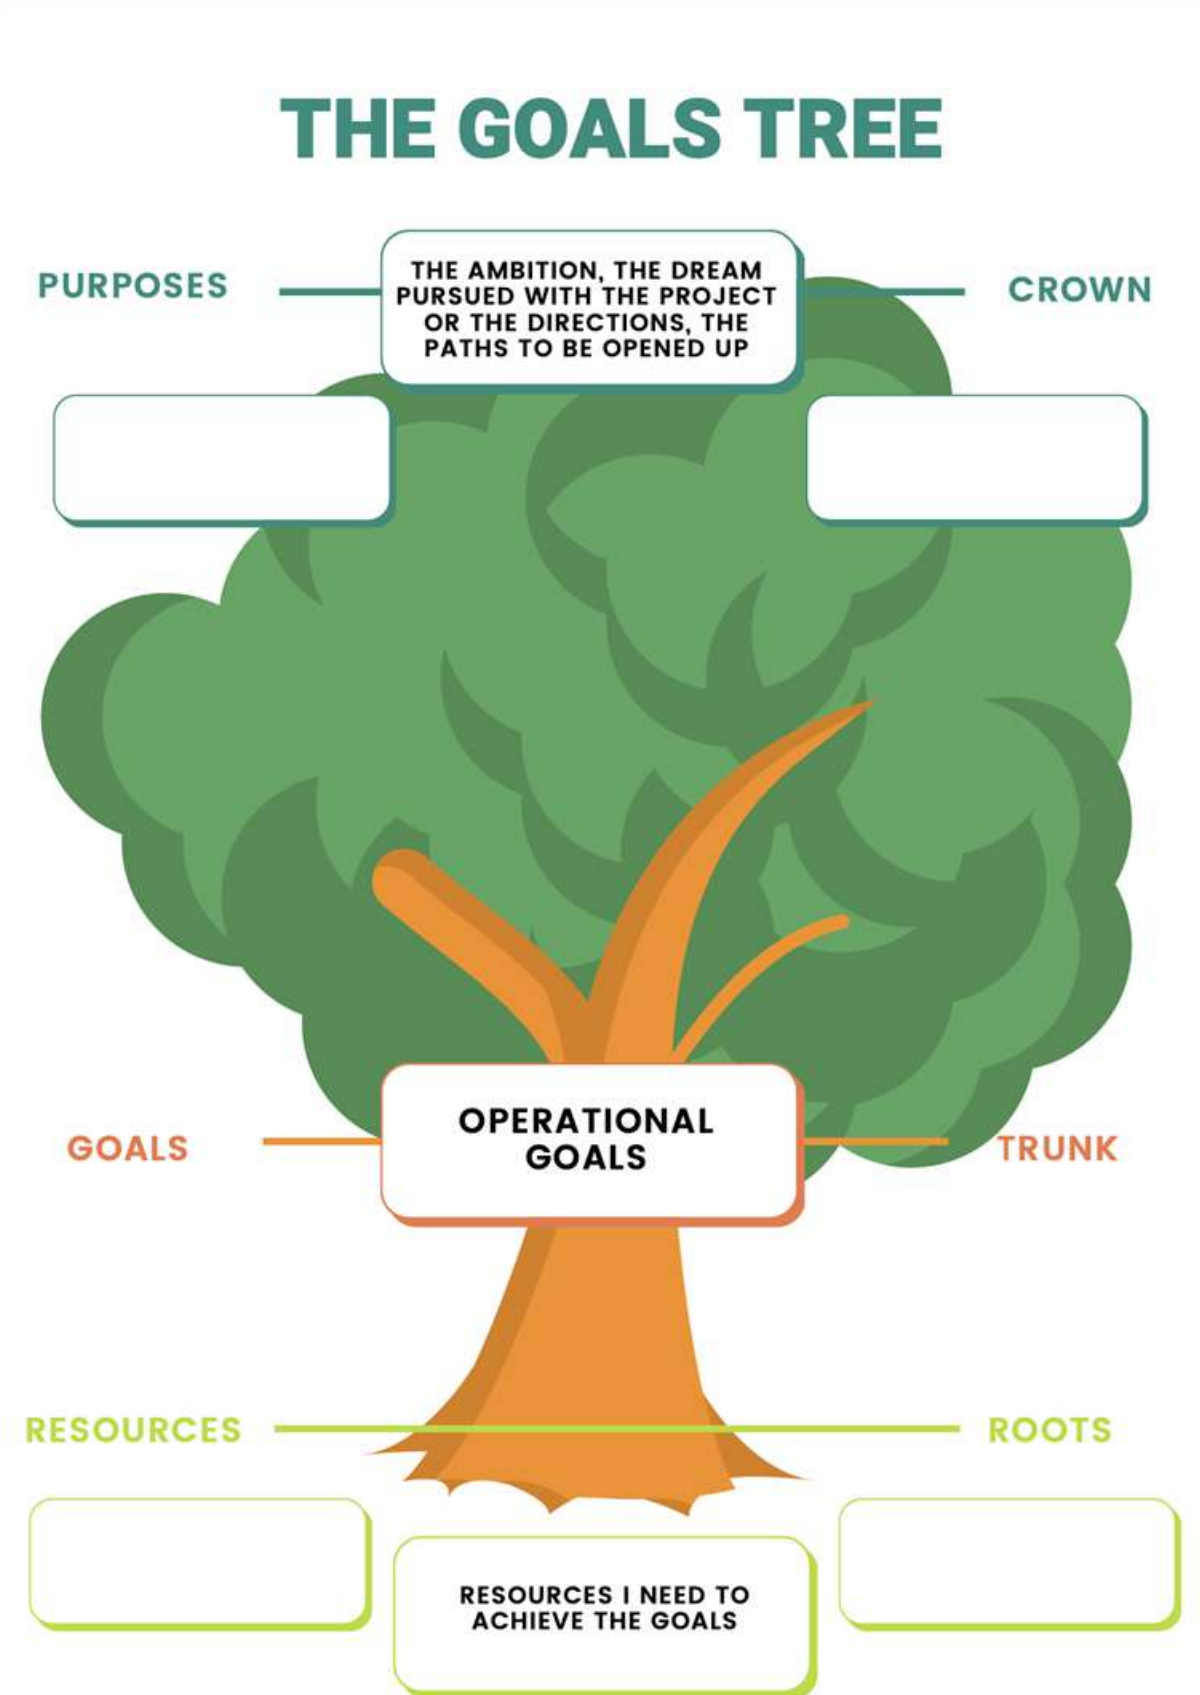 THE GOALS TREE
PURPOSES
THE AMBITION, THE DREAM
PURSUED WITH THE PROJECT
OR THE DIRECTIONS, THE
PATHS TO BE OPENED UP
CROWN
GOALS
OPERATIONAL
GOALS
TRUNK
RESOURCES
ROOTS
RESOURCES I NEED TO
ACHIEVE THE GOALS